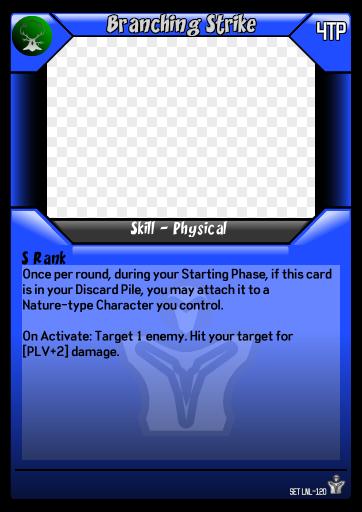 Branching Strike
4TP
Skill - Physical
S Rank
Once per round, during your Starting Phase, if this card
is in your Discard Pile, you may attach it to a
Nature-type Character you control.
On Activate: Target 1 enemy. Hit your target for
[PLV+2] damage.
SET LNL-120